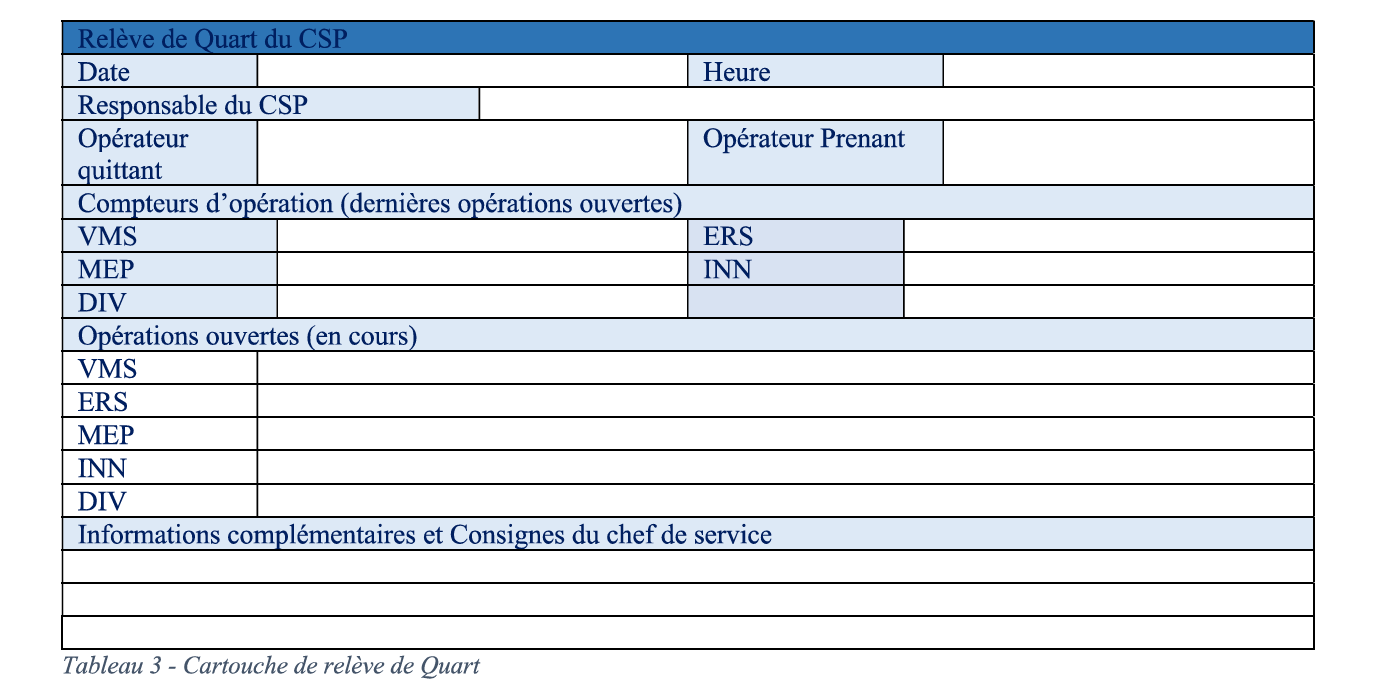 Relève de Quart du CSP
Date Heure
Responsable du CSP
Opérateur quittant Opérateur Prenant
Compteurs d’opération (dernières opérations ouvertes)
VMS ERS
MEP INN
DIV
Opérations ouvertes (en cours)
VMS
ERS
MEP
INN
DIV
Informations complémentaires et Consignes du chef de service
Tableau 3 - Cartouche de relève de Quart